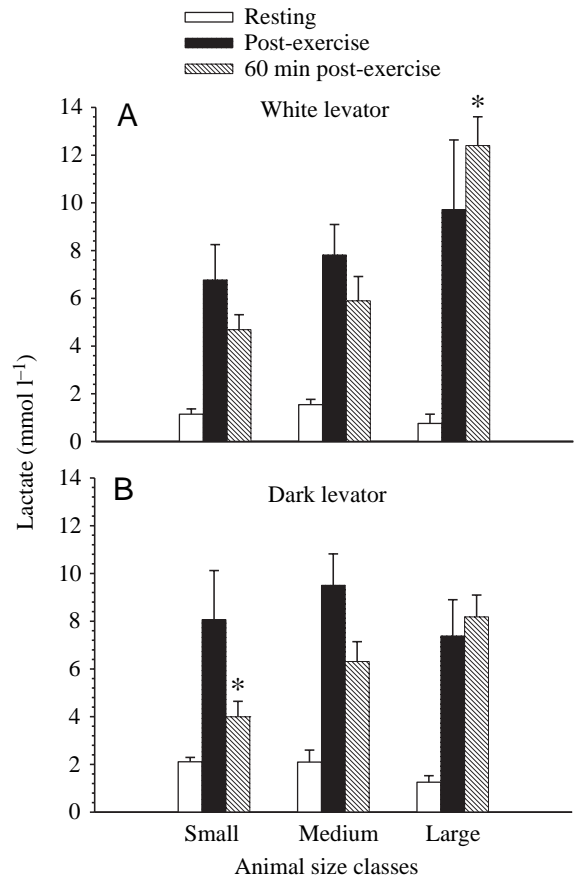 Resting
Post-exercise
60 min post-exercise
A
White levator
14
12
10
8
6
4
2
0
*
B
Dark levator
14
12
10
8
6
4
2
0
*
Lactate (mmol l⁻¹)
Small Medium Large
Animal size classes